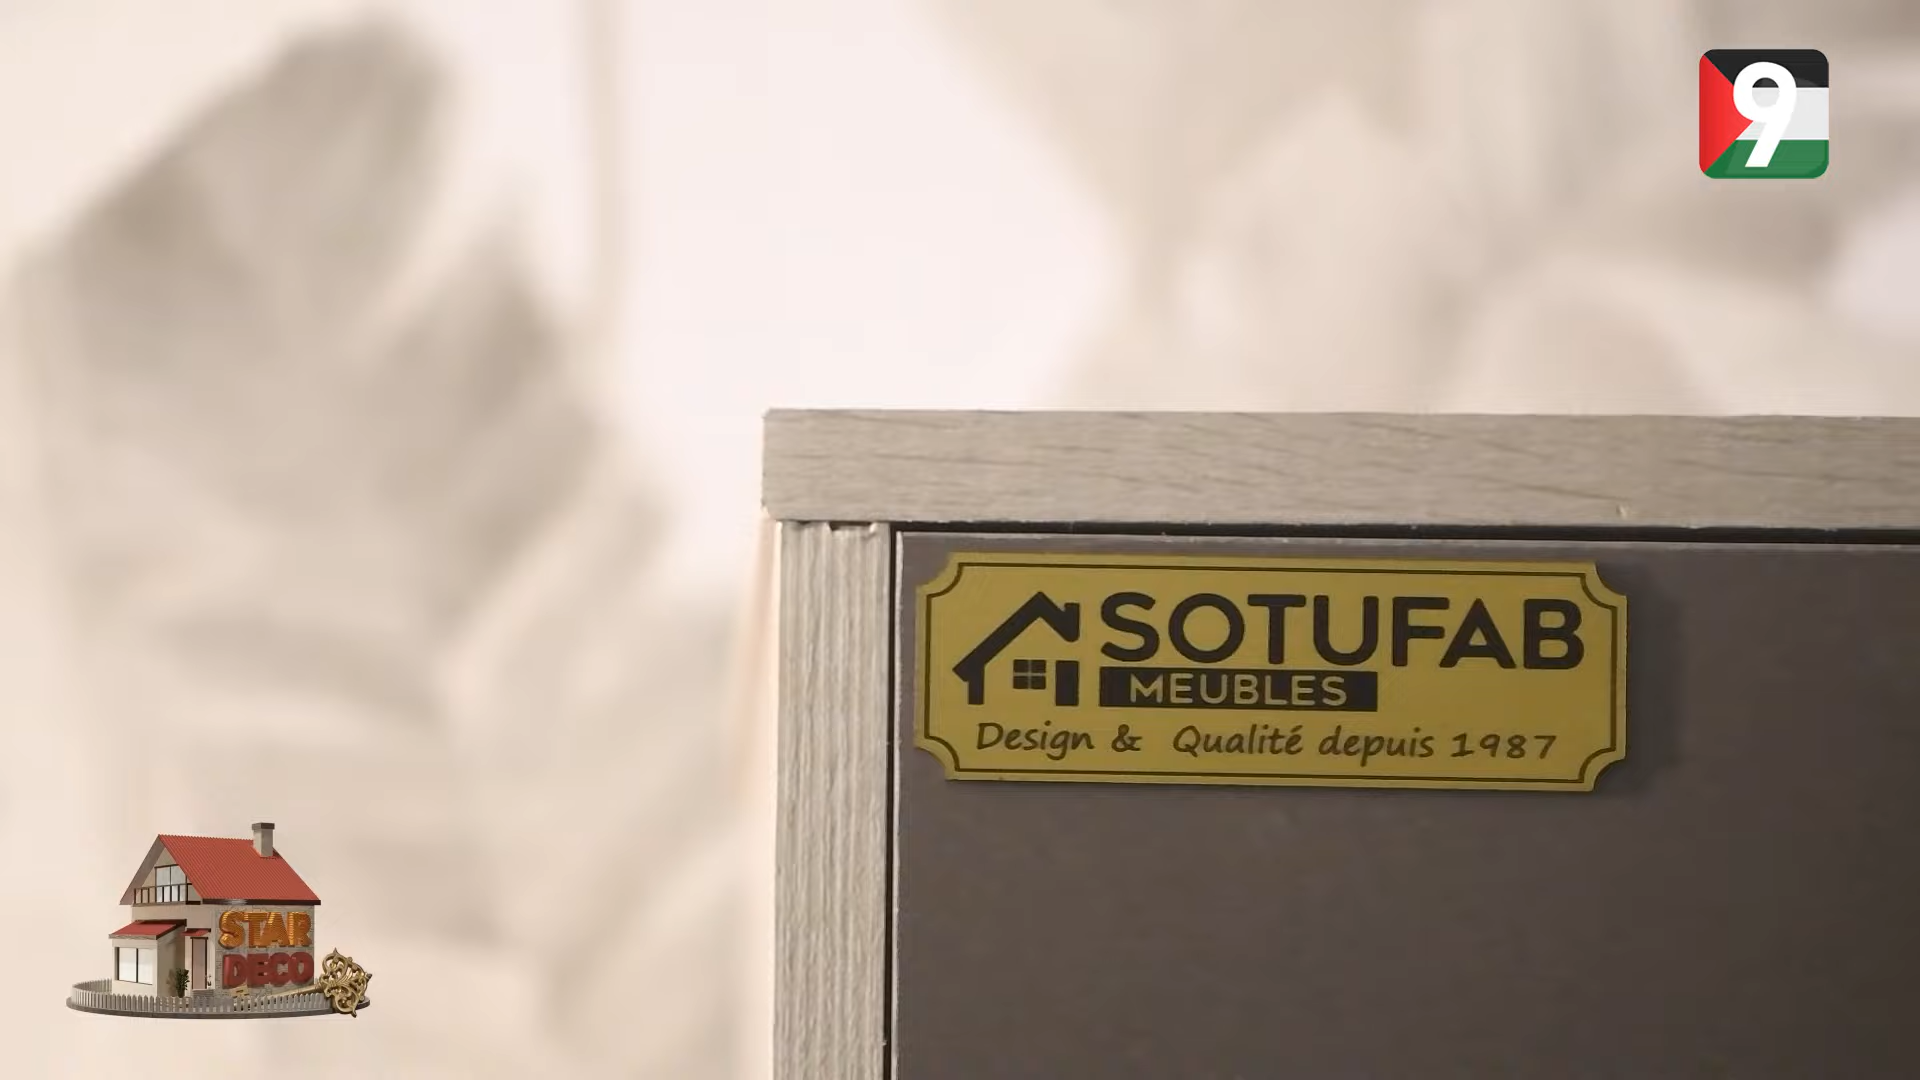 9
SOTUFAB
MEUBLES
Design & Qualité depuis 1987
STAR
DECO